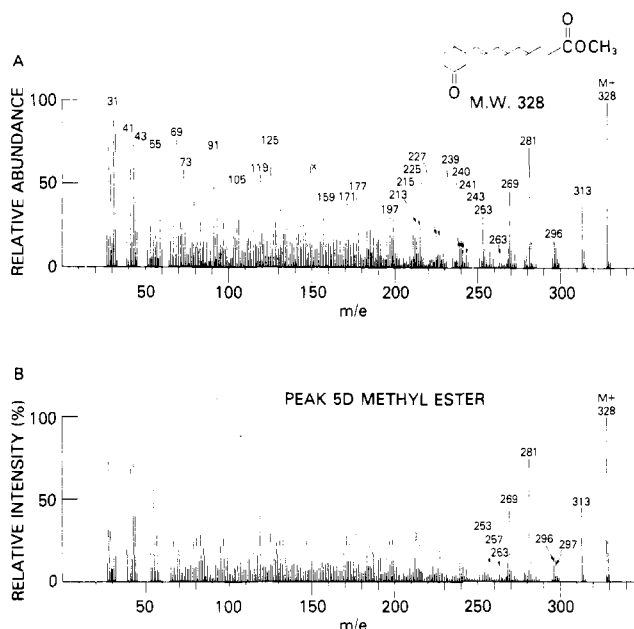 A
O
COCH₃
O
M.W. 328
M+
328
RELATIVE ABUNDANCE
100
50
0
31
41
43
55
69
73
91
105
119
125
159
171
177
197
213
215
225
227
239
240
241
243
253
263
269
281
296
313
50 100 150 200 250 300
m/e
B
PEAK 5D METHYL ESTER
M+
328
RELATIVE INTENSITY (%)
100
50
0
253
257
263
269
281
296
297
313
50 100 150 200 250 300
m/e